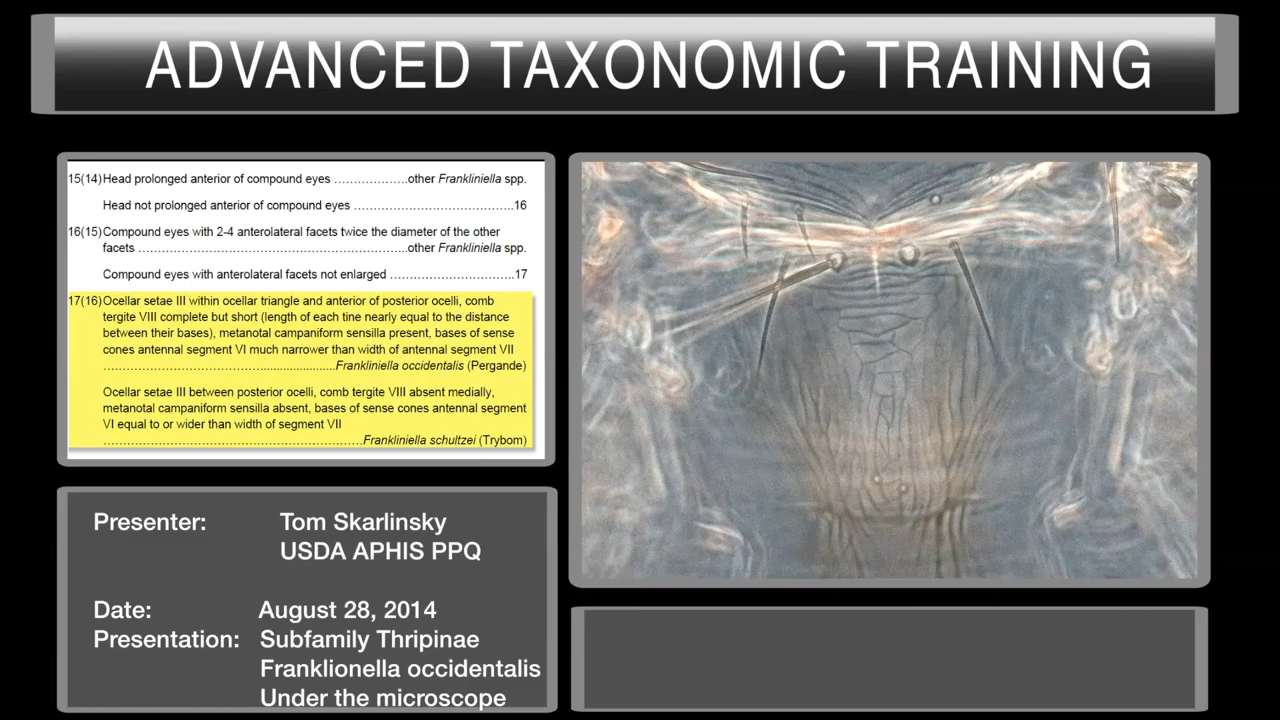 ADVANCED TAXONOMIC TRAINING
15(14)Head prolonged anterior of compound eyes ………………..other Frankliniella spp.
Head not prolonged anterior of compound eyes ……………………………………..16
16(15)Compound eyes with 2-4 anterolateral facets twice the diameter of the other
facets …………………………………………………………..other Frankliniella spp.
Compound eyes with anterolateral facets not enlarged ……………………………..17
17(16)Ocellar setae III within ocellar triangle and anterior of posterior ocelli, comb
tergite VIII complete but short (length of each tine nearly equal to the distance
between their bases), metanotal campaniform sensilla present, bases of sense
cones antennal segment VI much narrower than width of antennal segment VII
…………………………………......................Frankliniella occidentalis (Pergande)
Ocellar setae III between posterior ocelli, comb tergite VIII absent medially,
metanotal campaniform sensilla absent, bases of sense cones antennal segment
VI equal to or wider than width of segment VII
…………………………………………………………Frankliniella schultzei (Trybom)
Presenter: Tom Skarlinsky
USDA APHIS PPQ
Date: August 28, 2014
Presentation: Subfamily Thripinae
Franklionella occidentalis
Under the microscope